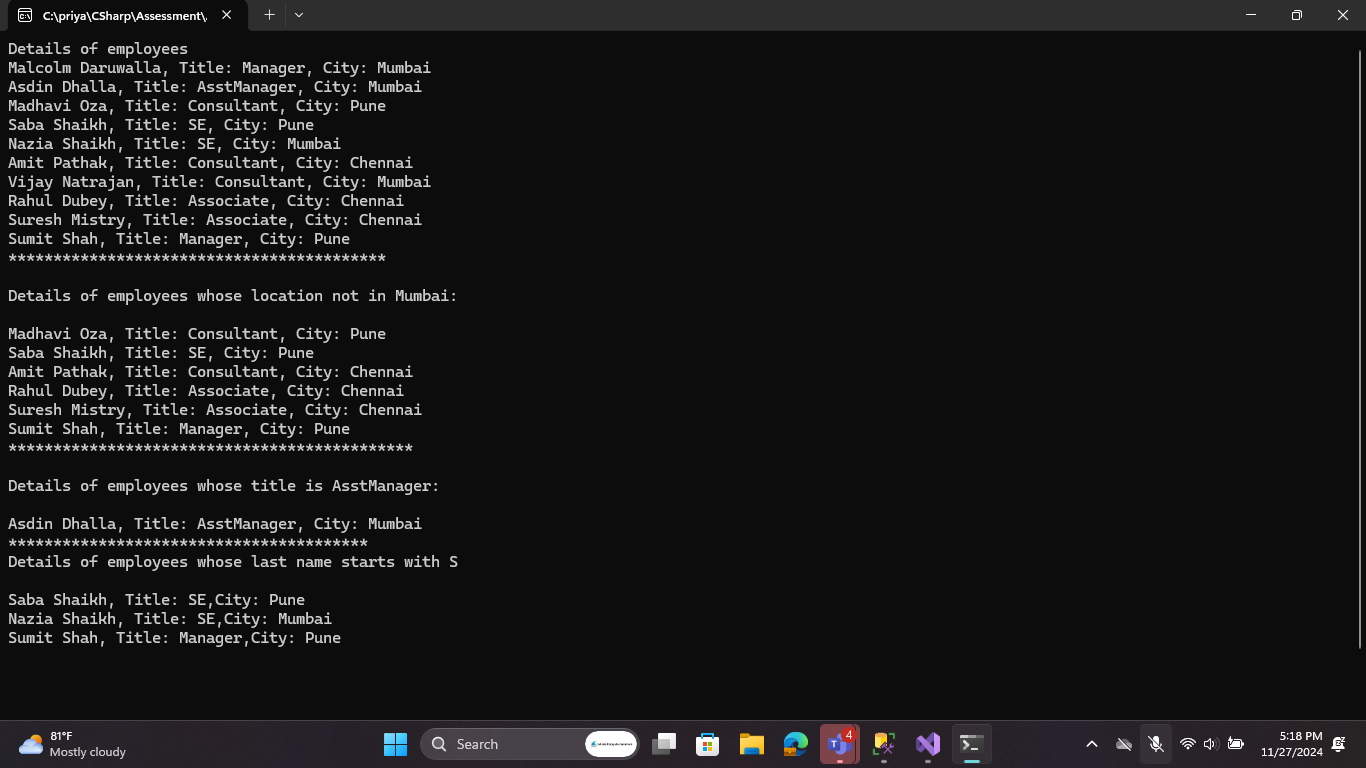 C:\priya\CSharp\Assessment\
Details of employees
Malcolm Daruwalla, Title: Manager, City: Mumbai
Asdin Dhalla, Title: AsstManager, City: Mumbai
Madhavi Oza, Title: Consultant, City: Pune
Saba Shaikh, Title: SE, City: Pune
Nazia Shaikh, Title: SE, City: Mumbai
Amit Pathak, Title: Consultant, City: Chennai
Vijay Natrajan, Title: Consultant, City: Mumbai
Rahul Dubey, Title: Associate, City: Chennai
Suresh Mistry, Title: Associate, City: Chennai
Sumit Shah, Title: Manager, City: Pune
******************************************
Details of employees whose location not in Mumbai:
Madhavi Oza, Title: Consultant, City: Pune
Saba Shaikh, Title: SE, City: Pune
Amit Pathak, Title: Consultant, City: Chennai
Rahul Dubey, Title: Associate, City: Chennai
Suresh Mistry, Title: Associate, City: Chennai
Sumit Shah, Title: Manager, City: Pune
*********************************************
Details of employees whose title is AsstManager:
Asdin Dhalla, Title: AsstManager, City: Mumbai
****************************************
Details of employees whose last name starts with S
Saba Shaikh, Title: SE,City: Pune
Nazia Shaikh, Title: SE,City: Mumbai
Sumit Shah, Title: Manager,City: Pune
81°F
Mostly cloudy
Search
4
5:18 PM
11/27/2024